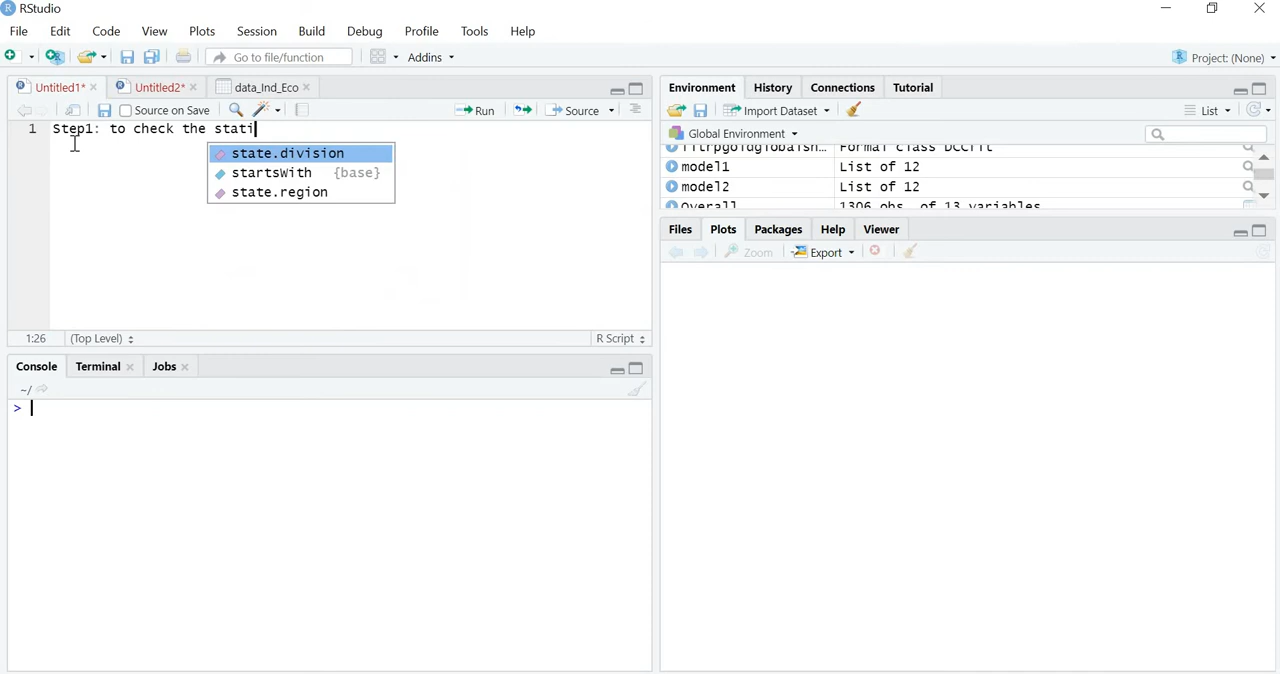 RStudio
File Edit Code View Plots Session Build Debug Profile Tools Help
Go to file/function Addins Project: (None)
Untitled1* Untitled2* data_Ind_Eco
Source on Save Run Source
1 Step1: to check the stati
state.division
startsWith {base}
state.region
1:26 (Top Level) R Script
Console Terminal Jobs
~/
>
Environment History Connections Tutorial
Import Dataset List
Global Environment
Formal class DCCfit
model1 List of 12
model2 List of 12
Overall 1306 obs. of 13 variables
Files Plots Packages Help Viewer
Zoom Export